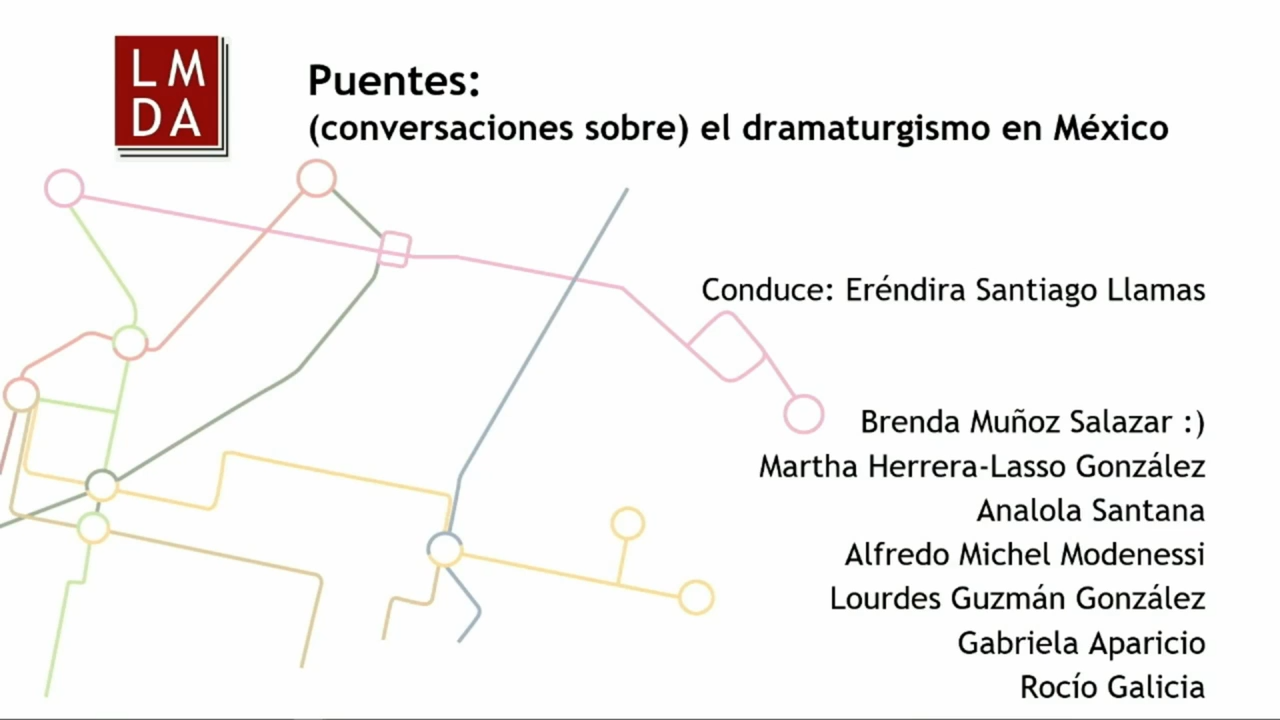 LM
DA
Puentes:
(conversaciones sobre) el dramaturgismo en México
Conduce: Eréndira Santiago Llamas
Brenda Muñoz Salazar :)
Martha Herrera-Lasso González
Analola Santana
Alfredo Michel Modenessi
Lourdes Guzmán González
Gabriela Aparicio
Rocío Galicia